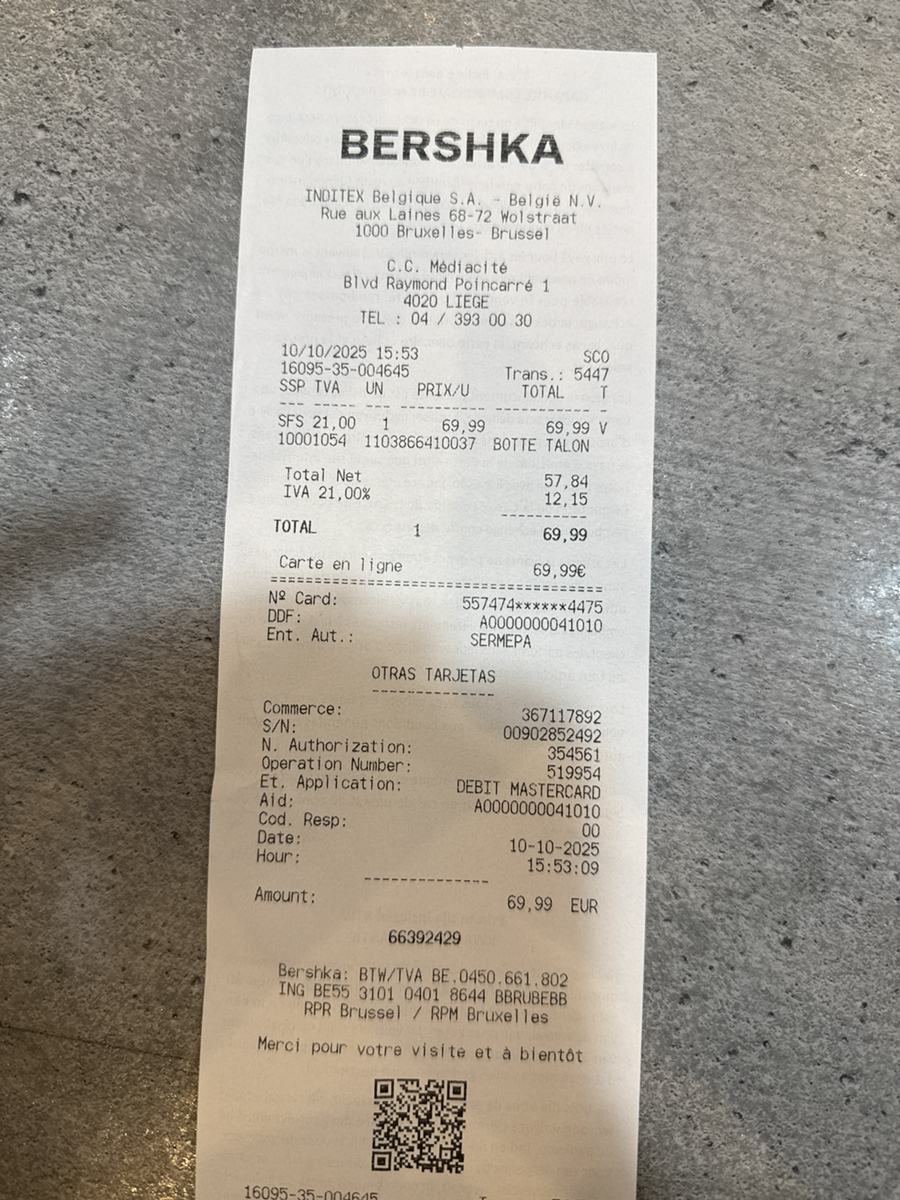 BERSHKA
INDITEX Belgique S.A. - België N.V.
Rue aux Laines 68-72 Wolstraat
1000 Bruxelles- Brussel
C.C. Médiacité
Blvd Raymond Poincarré 1
4020 LIEGE
TEL : 04 / 393 00 30
10/10/2025 15:53 SCO
16095-35-004645 Trans.: 5447
SSP TVA UN PRIX/U TOTAL T
--- ---- --- --------- ----------- -
SFS 21,00 1 69,99 69,99 V
10001054 1103866410037 BOTTE TALON
Total Net 57,84
IVA 21,00% 12,15
----------
TOTAL 1 69,99
Carte en ligne 69,99€
========================================
Nº Card: 557474******4475
DDF: A0000000041010
Ent. Aut.: SERMEPA
OTRAS TARJETAS
--------------
Commerce: 367117892
S/N: 00902852492
N. Authorization: 354561
Operation Number: 519954
Et. Application: DEBIT MASTERCARD
Aid: A0000000041010
Cod. Resp: 00
Date: 10-10-2025
Hour: 15:53:09
--------------
Amount: 69,99 EUR
66392429
Bershka: BTW/TVA BE.0450.661.802
ING BE55 3101 0401 8644 BBRUBEBB
RPR Brussel / RPM Bruxelles
Merci pour votre visite et à bientôt
16095-35-004645